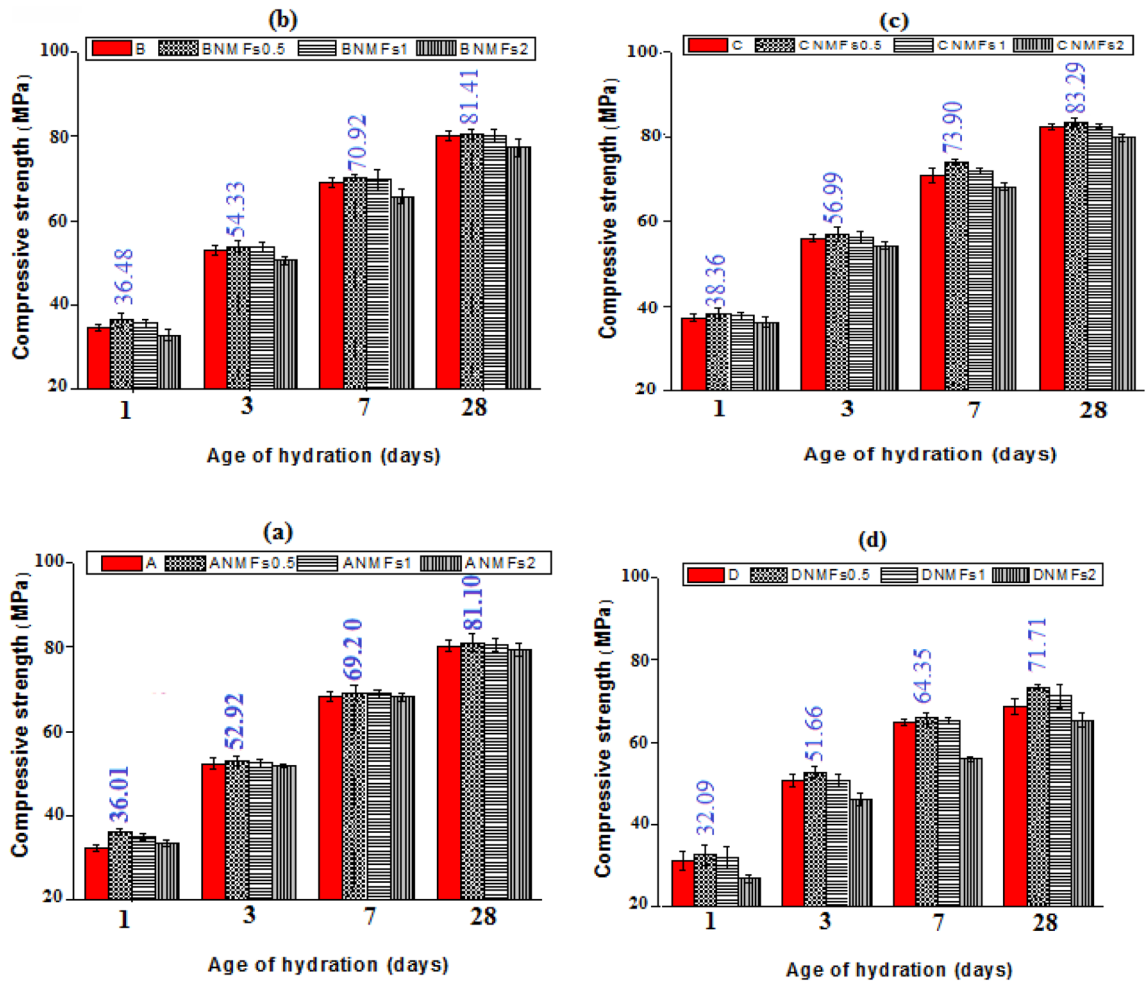 (b)
B BNMFs0.5 BNMFs1 BNMFs2
Compressive strength (MPa)
100
80
60
40
20
36.48
54.33
70.92
81.41
1 3 7 28
Age of hydration (days)
(c)
C CNMFs0.5 CNMFs1 CNMFs2
Compressive strength (MPa)
100
80
60
40
20
38.36
56.99
73.90
83.29
1 3 7 28
Age of hydration (days)
(a)
A ANMFs0.5 ANMFs1 ANMFs2
Compressive strength (MPa)
100
80
60
40
20
36.01
52.92
69.20
81.10
1 3 7 28
Age of hydration (days)
(d)
D DNMFs0.5 DNMFs1 DNMFs2
Compressive strength (MPa)
100
80
60
40
20
32.09
51.66
64.35
71.71
1 3 7 28
Age of hydration (days)